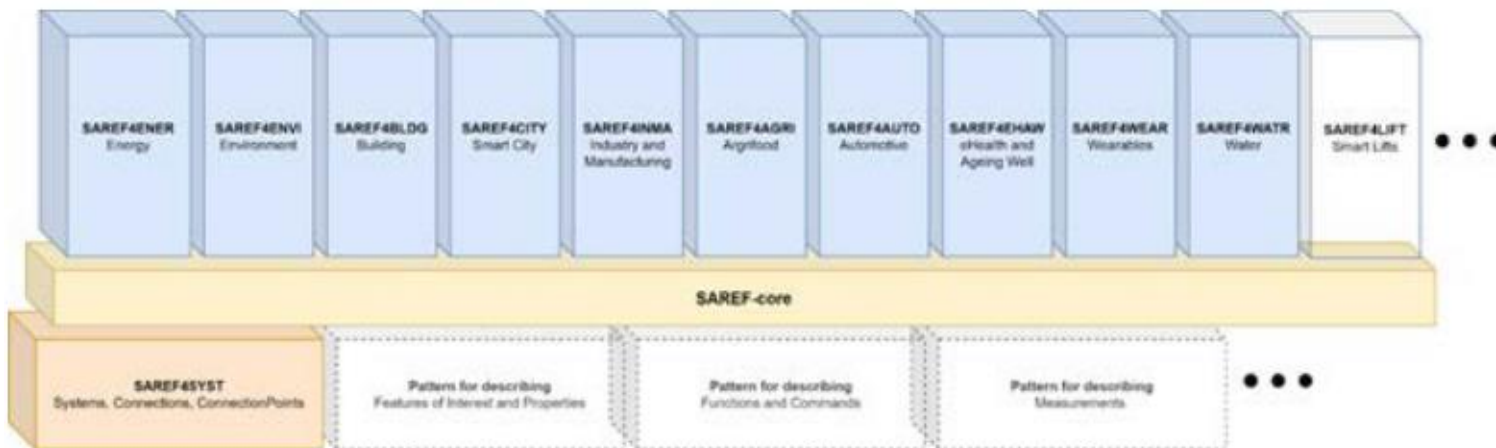 SAREF4ENER
Energy
SAREF4ENVI
Environment
SAREF4BLDG
Building
SAREF4CITY
Smart City
SAREF4INMA
Industry and
Manufacturing
SAREF4AGRI
Argrifood
SAREF4AUTO
Automotive
SAREF4EHAW
eHealth and
Ageing Well
SAREF4WEAR
Wearables
SAREF4WATR
Water
SAREF4LIFT
Smart Lifts
SAREF-core
SAREF4SYST
Systems, Connections, ConnectionPoints
Pattern for describing
Features of Interest and Properties
Pattern for describing
Functions and Commands
Pattern for describing
Measurements